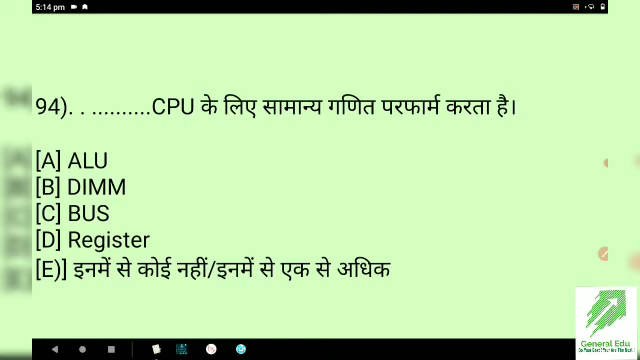 5:14 pm
94). . ..........CPU के लिए सामान्य गणित परफार्म करता है।
[A] ALU
[B] DIMM
[C] BUS
[D] Register
[E)] इनमें से कोई नहीं/इनमें से एक से अधिक
General Edu